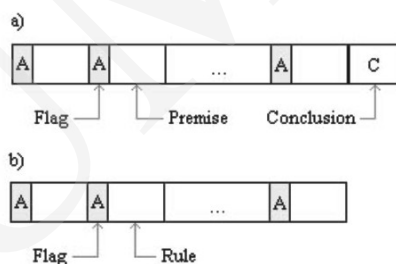 a)
A A ... A C
Flag Premise Conclusion
b)
A A ... A
Flag Rule